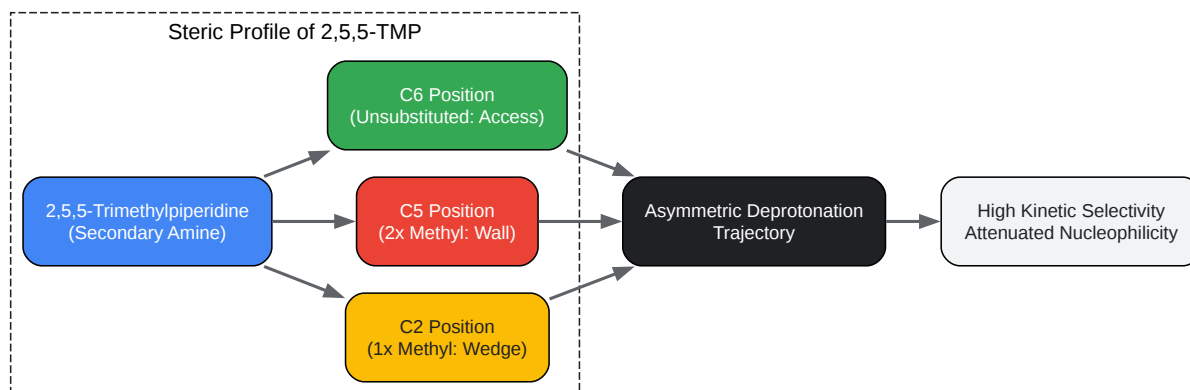 Steric Profile of 2,5,5-TMP
C6 Position
(Unsubstituted: Access)
2,5,5-Trimethylpiperidine
(Secondary Amine)
C5 Position
(2x Methyl: Wall)
Asymmetric Deprotonation
Trajectory
High Kinetic Selectivity
Attenuated Nucleophilicity
C2 Position
(1x Methyl: Wedge)